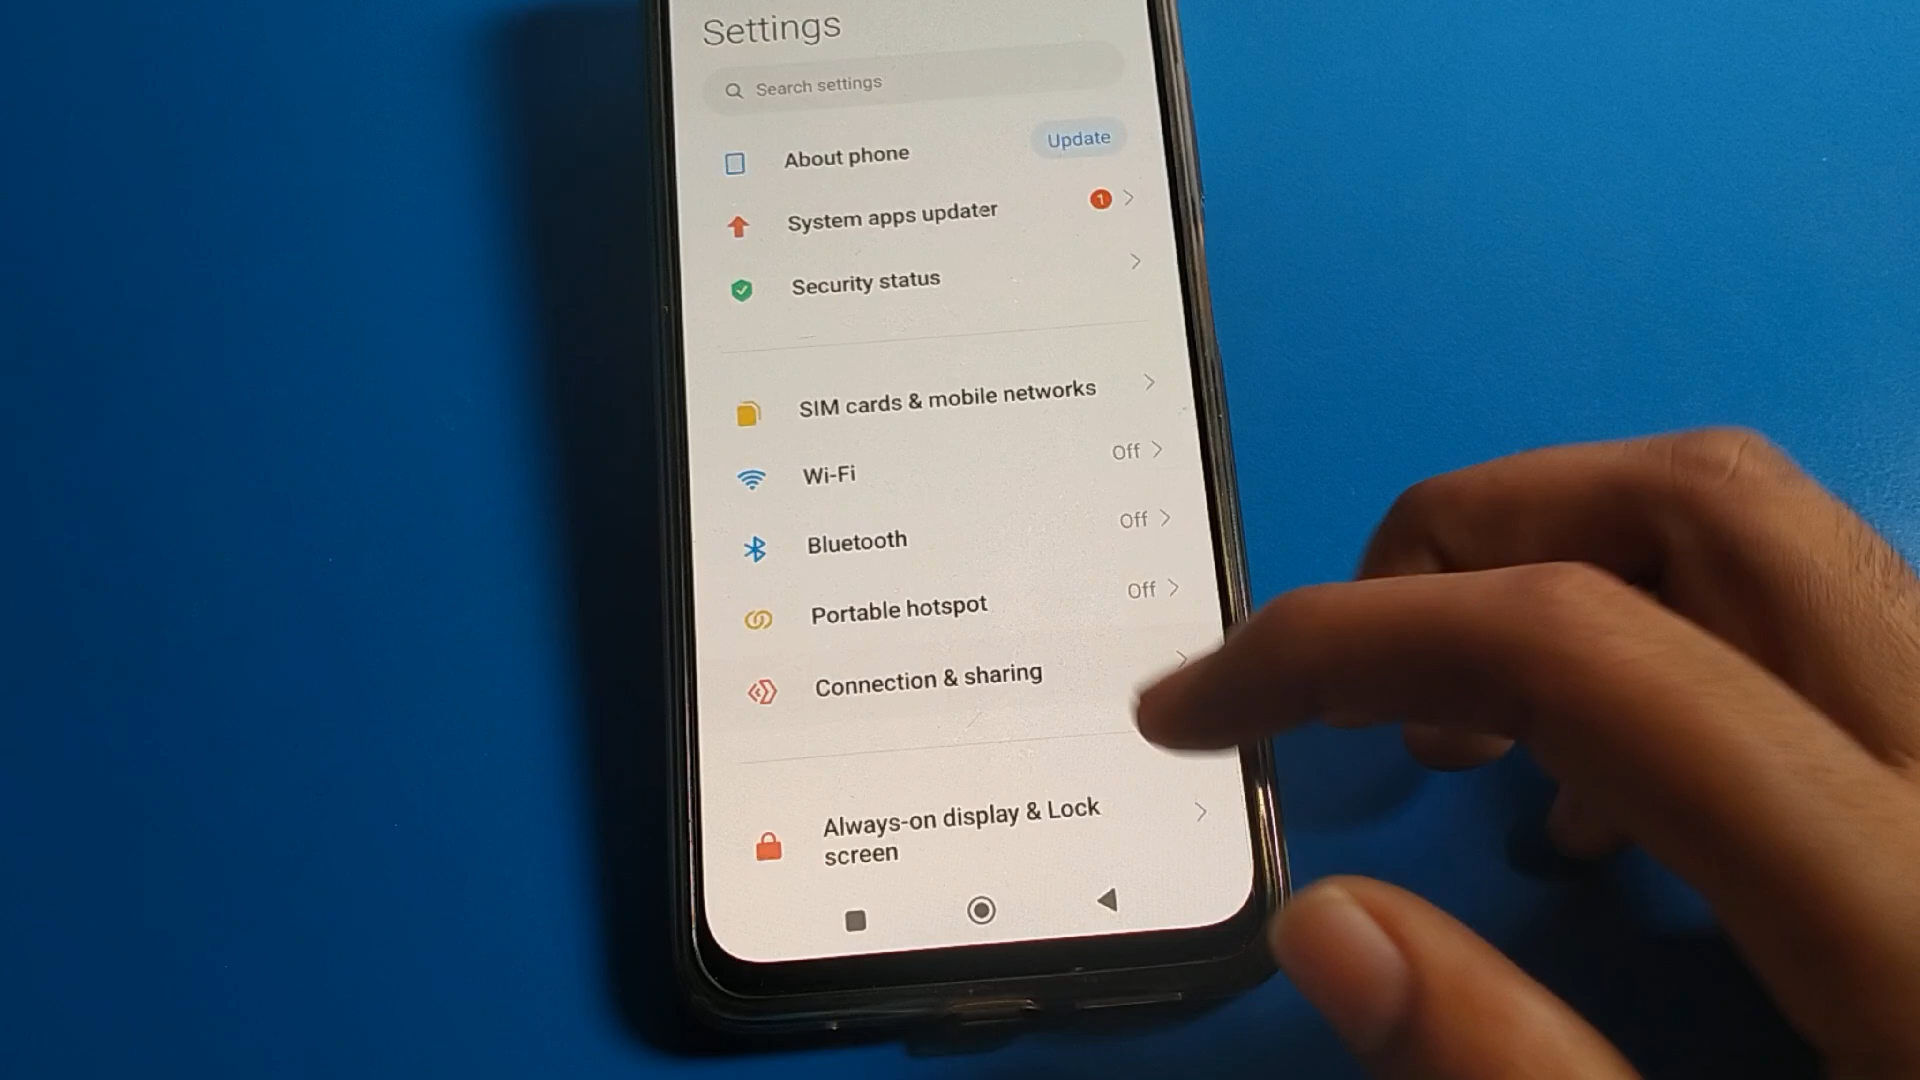 Settings
Search settings
About phone
Update
System apps updater
1
Security status
SIM cards & mobile networks
Wi-Fi
Off
Bluetooth
Off
Portable hotspot
Off
Connection & sharing
Always-on display & Lock
screen